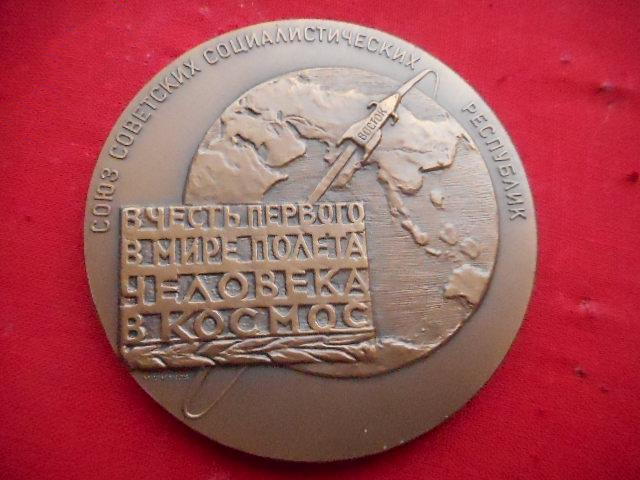 СОЮЗ СОВЕТСКИХ СОЦИАЛИСТИЧЕСКИХ РЕСПУБЛИК
ВОСТОК
В ЧЕСТЬ ПЕРВОГО
В МИРЕ ПОЛЕТА
ЧЕЛОВЕКА
В КОСМОС